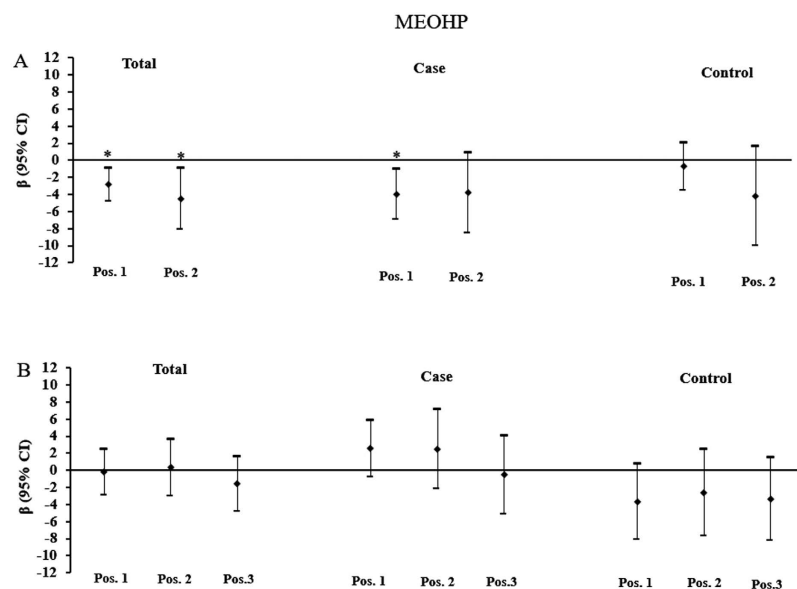 MEOHP
A
Total
Case
Control
β (95% CI)
12
10
8
6
4
2
0
-2
-4
-6
-8
-10
-12
* * *
Pos. 1 Pos. 2 Pos. 1 Pos. 2 Pos. 1 Pos. 2
B
Total
Case
Control
β (95% CI)
12
10
8
6
4
2
0
-2
-4
-6
-8
-10
-12
Pos. 1 Pos. 2 Pos.3 Pos. 1 Pos. 2 Pos.3 Pos. 1 Pos. 2 Pos.3